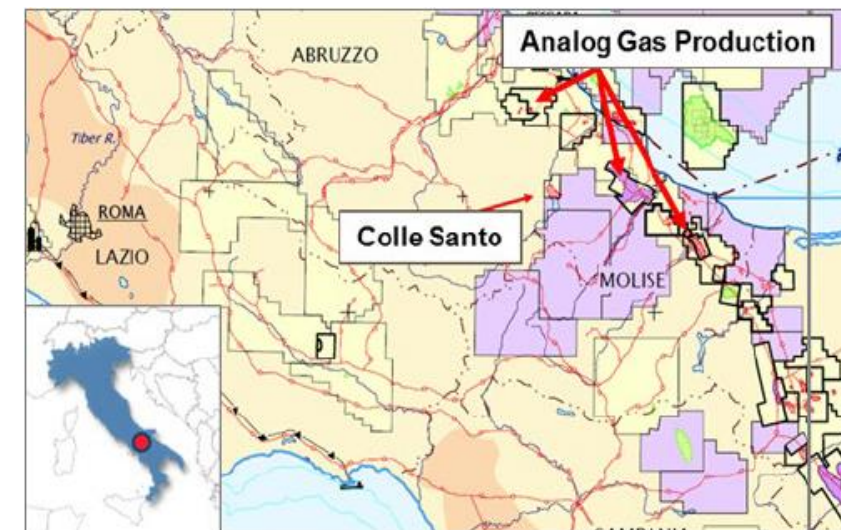 Analog Gas Production
ABRUZZO
Tiber R.
ROMA
LAZIO
Colle Santo
MOLISE